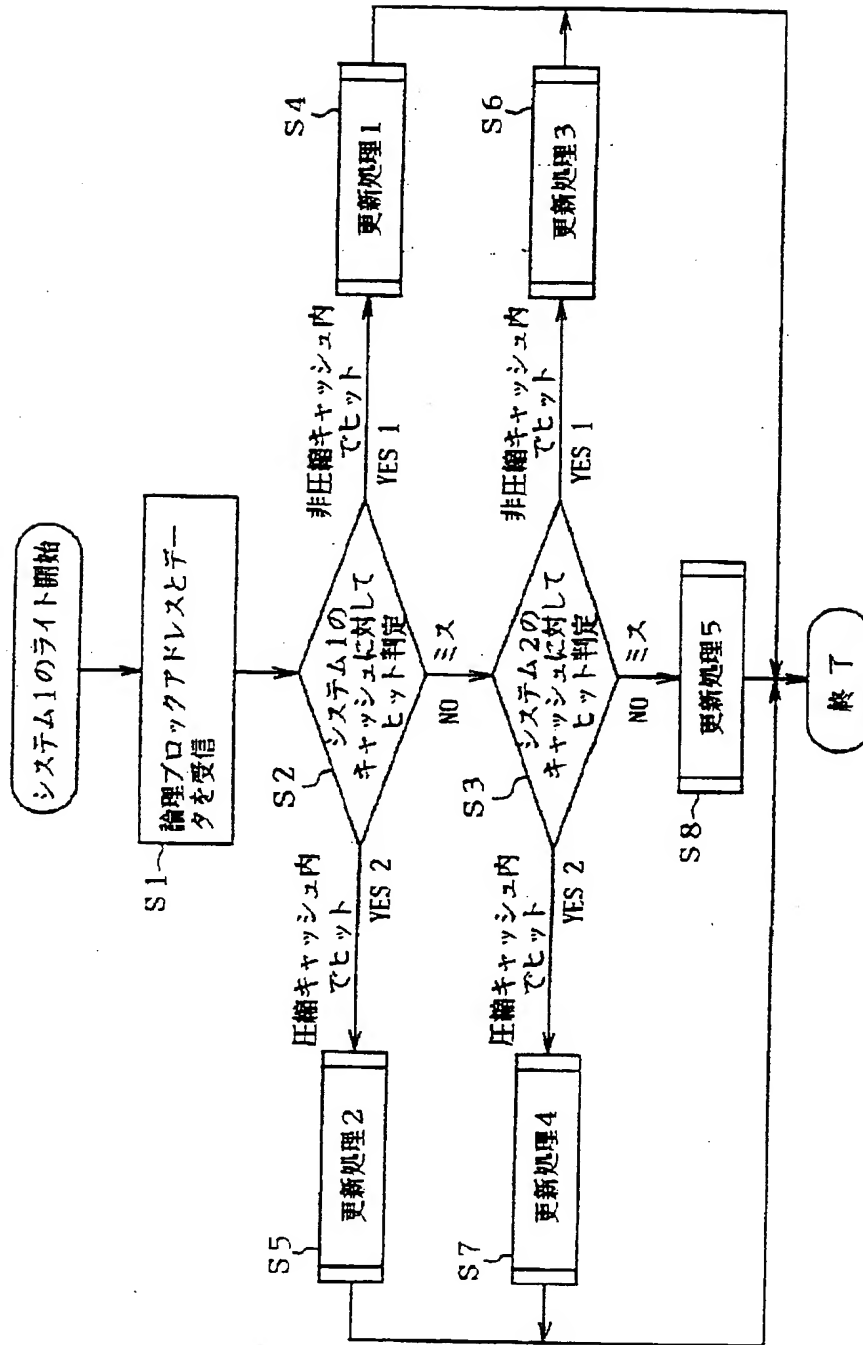 システム1のライト開始
S1
論理ブロックアドレスとデー
タを受信
S2
システム1の
キャッシュに対して
ヒット判定
非圧縮キャッシュ内
でヒット
YES 1
S4
更新処理1
圧縮キャッシュ内
でヒット
YES 2
S5
更新処理2
NO
ミス
S3
システム2の
キャッシュに対して
ヒット判定
非圧縮キャッシュ内
でヒット
YES 1
S6
更新処理3
圧縮キャッシュ内
でヒット
YES 2
S7
更新処理4
NO
ミス
S8
更新処理5
終了